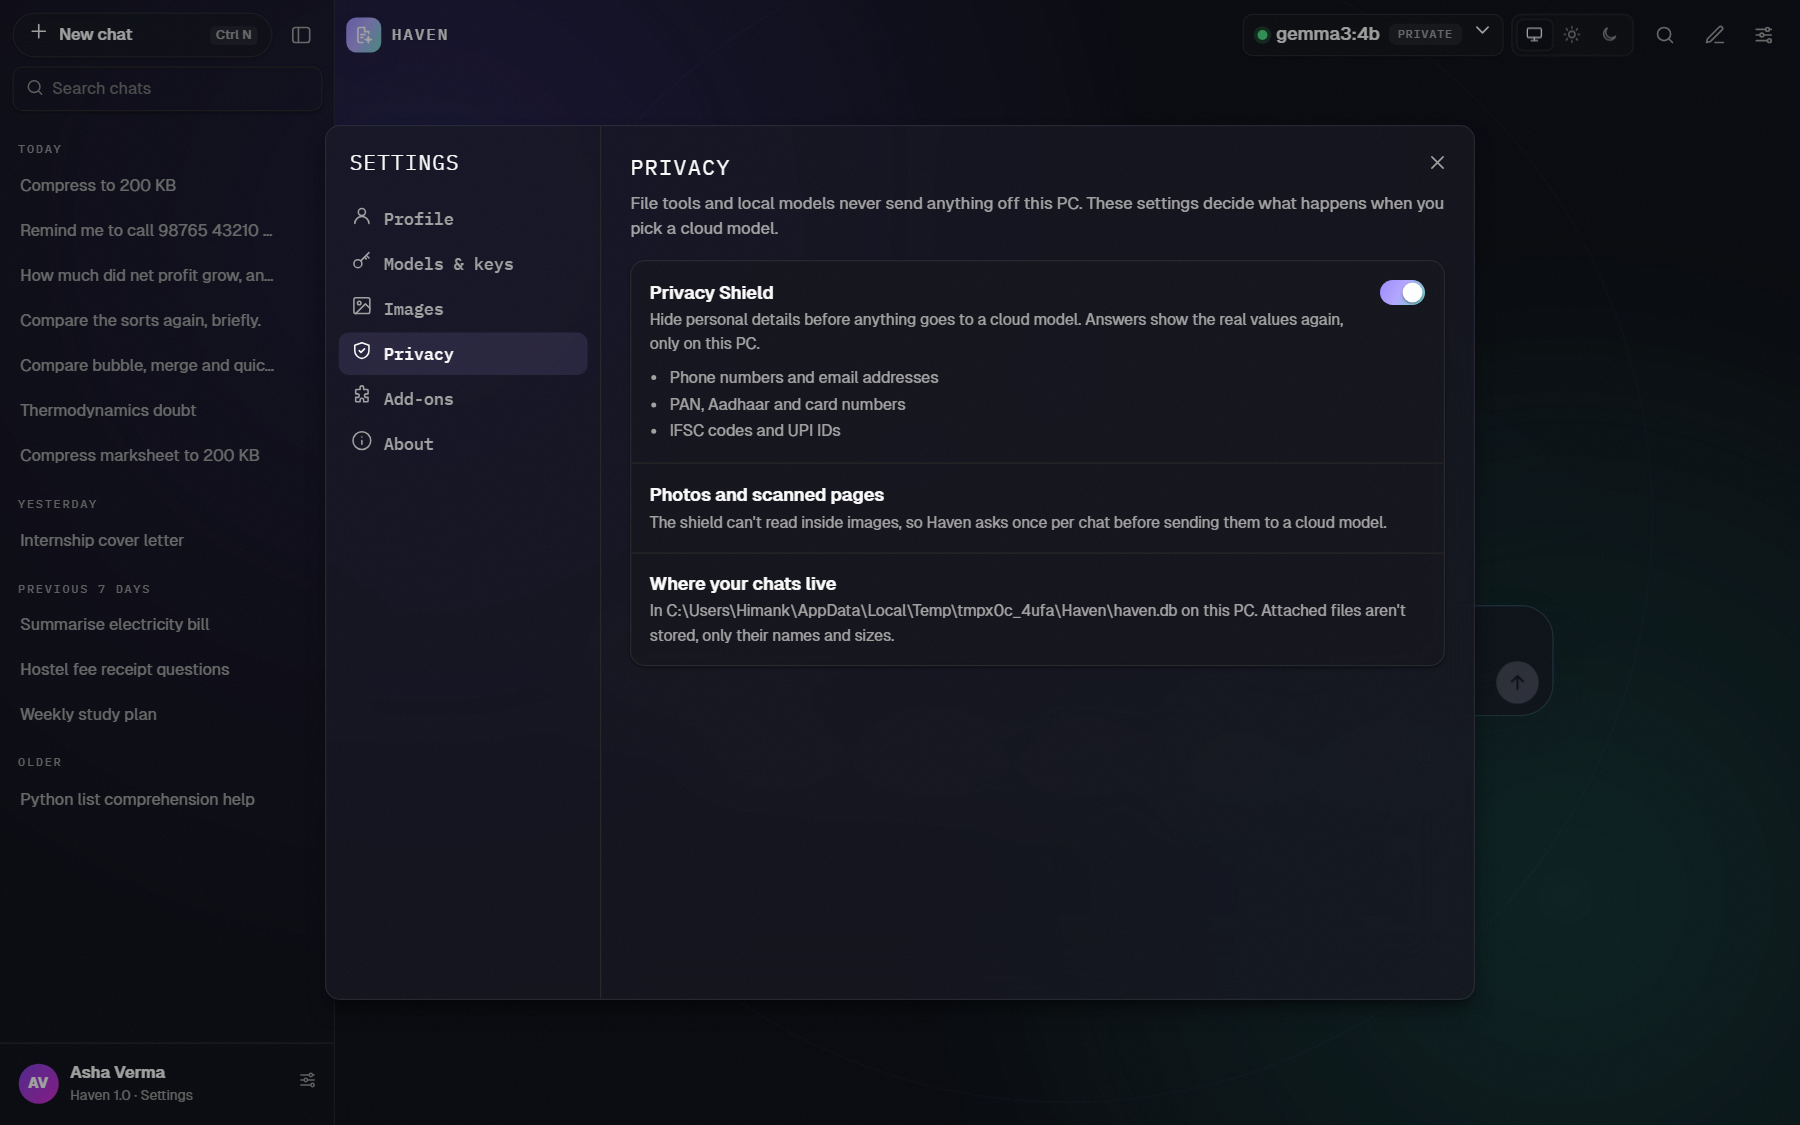 New chat
Ctrl N
Search chats
TODAY
Compress to 200 KB
Remind me to call 98765 43210 ...
How much did net profit grow, an...
Compare the sorts again, briefly.
Compare bubble, merge and quic...
Thermodynamics doubt
Compress marksheet to 200 KB
YESTERDAY
Internship cover letter
PREVIOUS 7 DAYS
Summarise electricity bill
Hostel fee receipt questions
Weekly study plan
OLDER
Python list comprehension help
AV
Asha Verma
Haven 1.0 · Settings
HAVEN
gemma3:4b
PRIVATE
SETTINGS
Profile
Models & keys
Images
Privacy
Add-ons
About
PRIVACY
File tools and local models never send anything off this PC. These settings decide what happens when you
pick a cloud model.
Privacy Shield
Hide personal details before anything goes to a cloud model. Answers show the real values again,
only on this PC.
• Phone numbers and email addresses
• PAN, Aadhaar and card numbers
• IFSC codes and UPI IDs
Photos and scanned pages
The shield can't read inside images, so Haven asks once per chat before sending them to a cloud model.
Where your chats live
In C:\Users\Himank\AppData\Local\Temp\tmpx0c_4ufa\Haven\haven.db on this PC. Attached files aren't
stored, only their names and sizes.